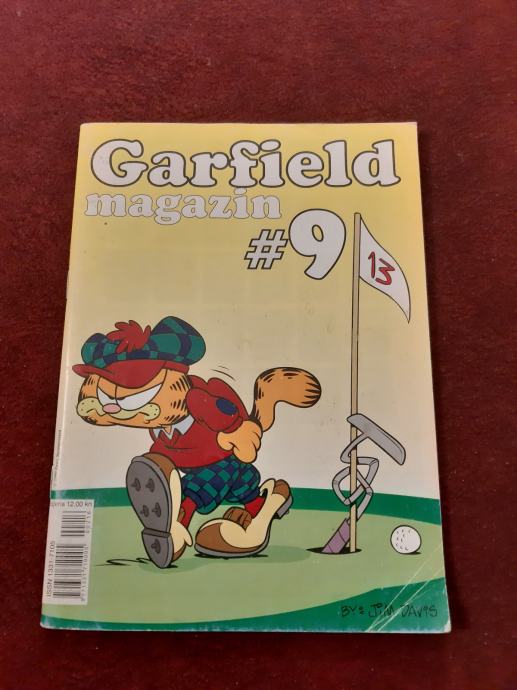 Garfield
magazin
#9
13
cijena 12,00 kn
ISSN 1331-7105
BY: JIM DAVIS